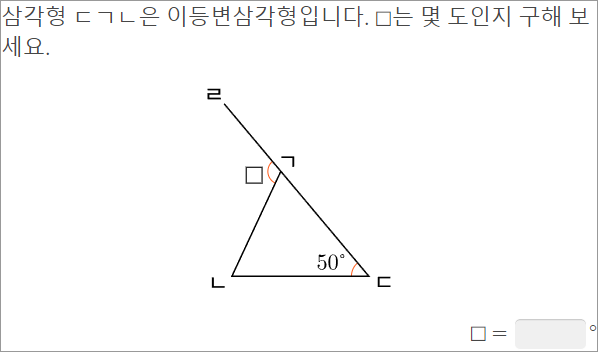 삼각형 ㄷㄱㄴ은 이등변삼각형입니다. □는 몇 도인지 구해 보
세요.
ㄹ
ㄱ
□
50°
ㄴ
ㄷ
□ = °